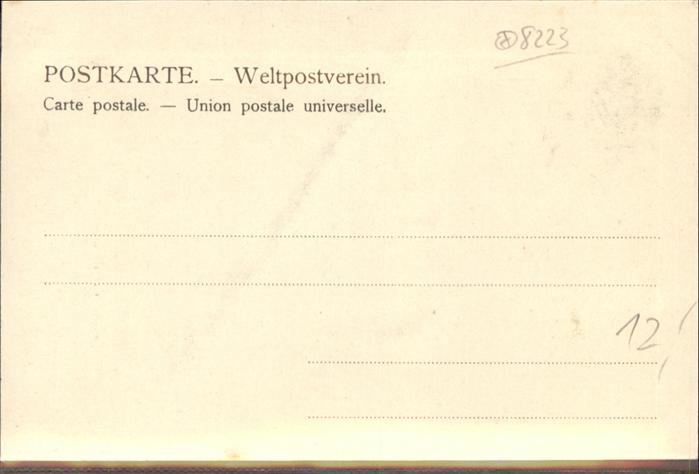 8223
POSTKARTE. — Weltpostverein.
Carte postale. — Union postale universelle.
12,